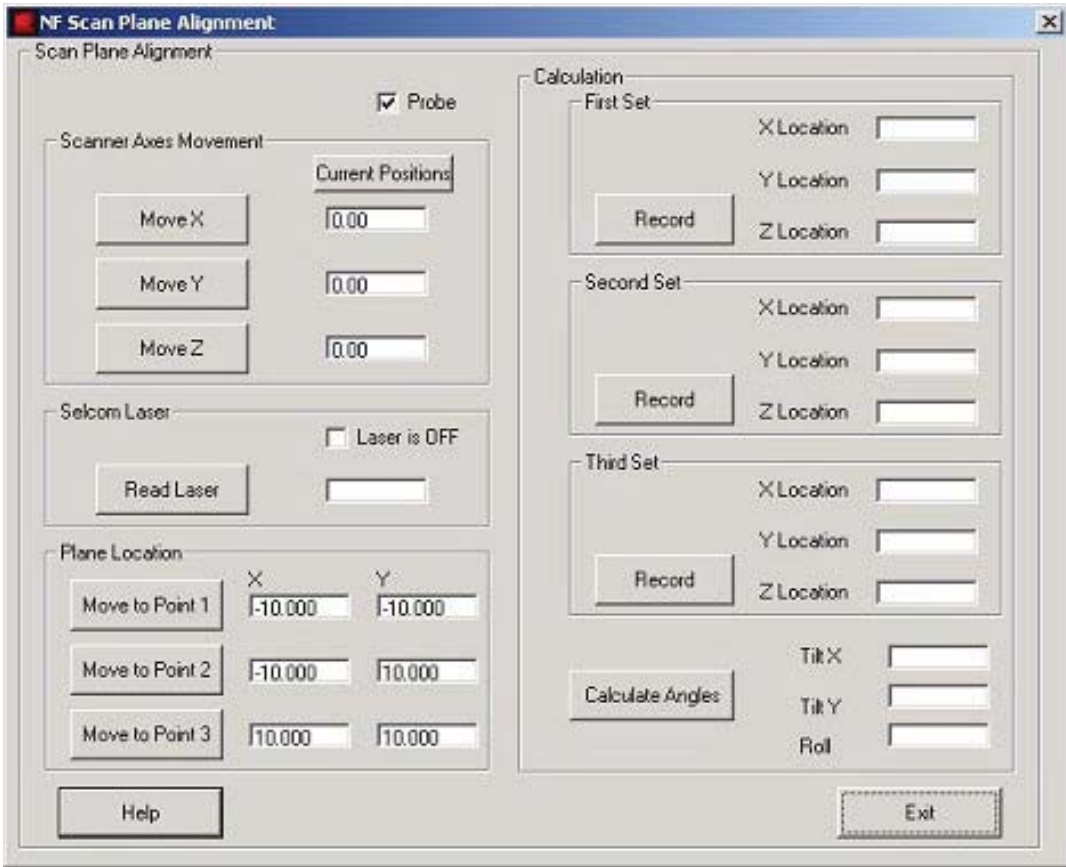 NF Scan Plane Alignment
Scan Plane Alignment
Probe
Scanner Axes Movement
Current Positions
Move X 0.00
Move Y 0.00
Move Z 0.00
Selcom Laser
Laser is OFF
Read Laser
Plane Location
X Y
Move to Point 1 -10.000 -10.000
Move to Point 2 -10.000 10.000
Move to Point 3 10.000 10.000
Help
Calculation
First Set
X Location
Y Location
Record
Z Location
Second Set
X Location
Y Location
Record
Z Location
Third Set
X Location
Y Location
Record
Z Location
Tilt X
Calculate Angles
Tilt Y
Roll
Exit